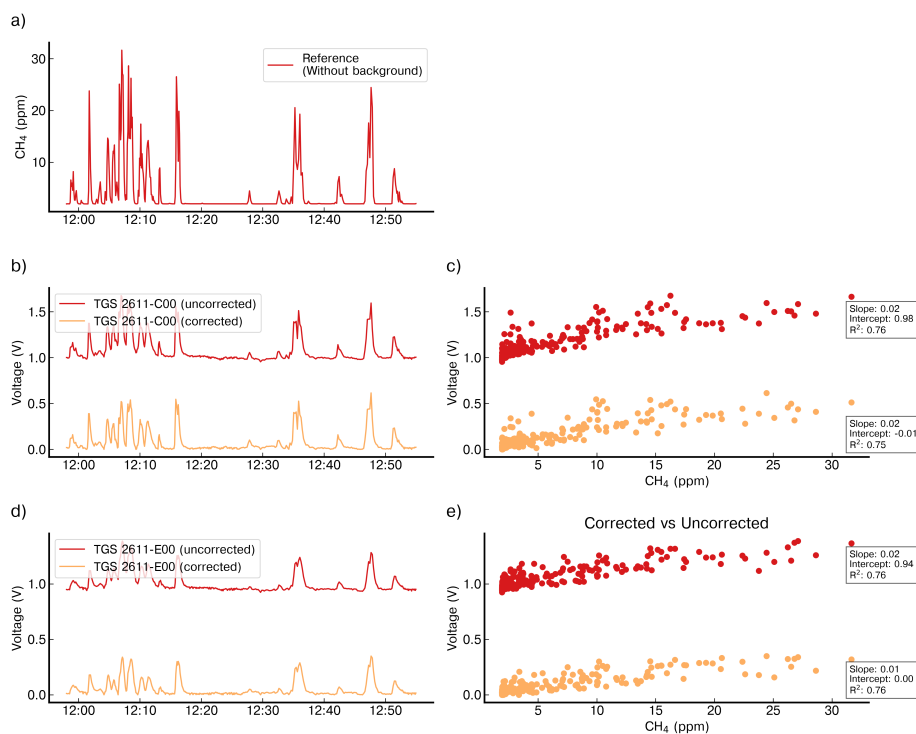 a)
Reference
(Without background)
CH₄ (ppm)
30
20
10
12:00 12:10 12:20 12:30 12:40 12:50
b)
TGS 2611-C00 (uncorrected)
TGS 2611-C00 (corrected)
Voltage (V)
1.5
1.0
0.5
0.0
12:00 12:10 12:20 12:30 12:40 12:50
c)
Slope: 0.02
Intercept: 0.98
R²: 0.76
Voltage (V)
1.5
1.0
0.5
0.0
Slope: 0.02
Intercept: -0.01
R²: 0.75
5 10 15 20 25 30
CH₄ (ppm)
d)
TGS 2611-E00 (uncorrected)
TGS 2611-E00 (corrected)
Voltage (V)
1.0
0.5
0.0
12:00 12:10 12:20 12:30 12:40 12:50
e)
Corrected vs Uncorrected
Slope: 0.02
Intercept: 0.94
R²: 0.76
Voltage (V)
1.0
0.5
0.0
Slope: 0.01
Intercept: 0.00
R²: 0.76
5 10 15 20 25 30
CH₄ (ppm)